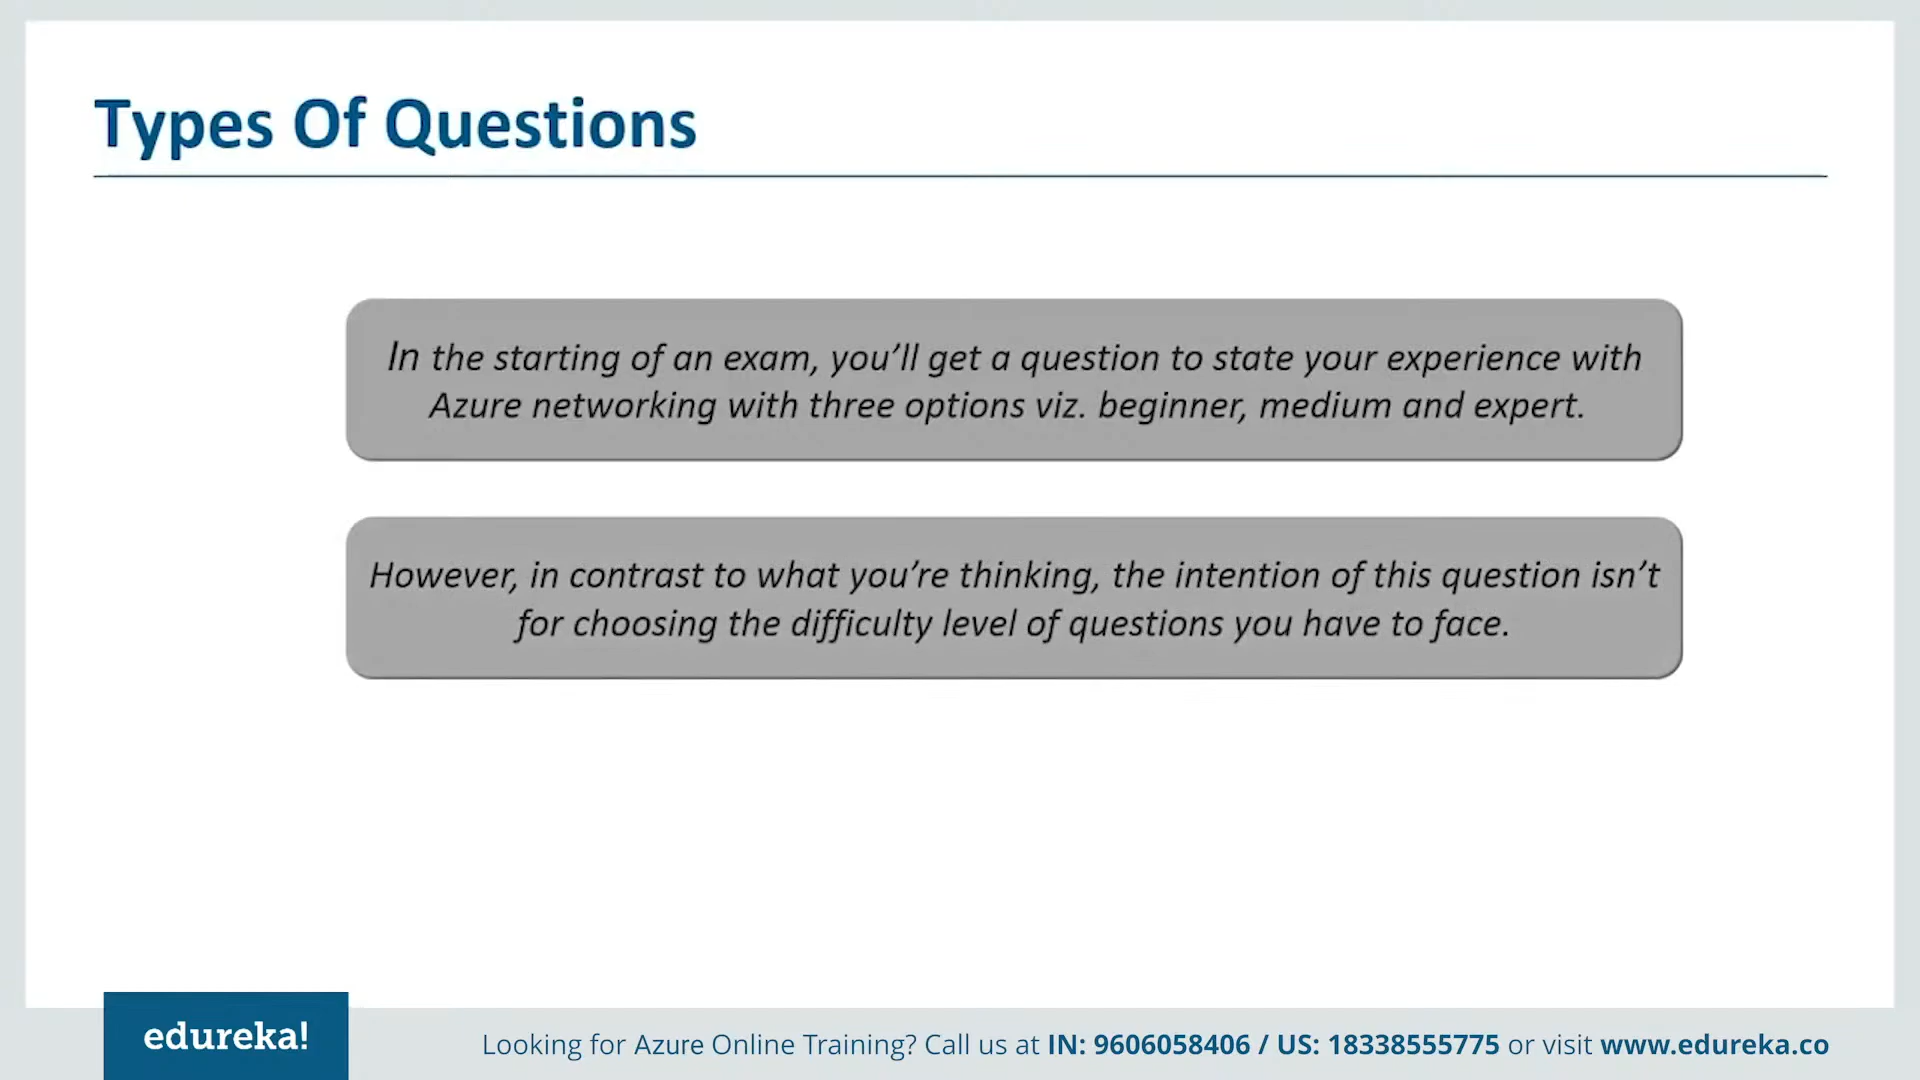 Types Of Questions
In the starting of an exam, you’ll get a question to state your experience with
Azure networking with three options viz. beginner, medium and expert.
However, in contrast to what you’re thinking, the intention of this question isn’t
for choosing the difficulty level of questions you have to face.
edureka!
Looking for Azure Online Training? Call us at IN: 9606058406 / US: 18338555775 or visit www.edureka.co